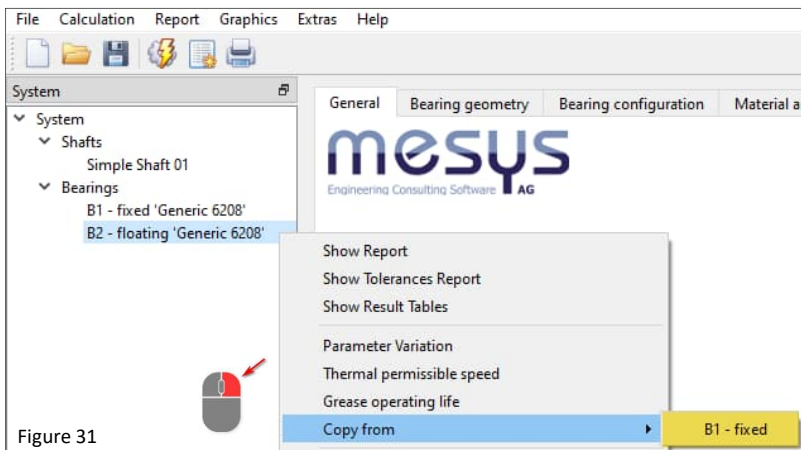 File Calculation Report Graphics Extras Help
System
System
Shafts
Simple Shaft 01
Bearings
B1 - fixed 'Generic 6208'
B2 - floating 'Generic 6208'
General Bearing geometry Bearing configuration Material a
mesys
Engineering Consulting Software AG
Show Report
Show Tolerances Report
Show Result Tables
Parameter Variation
Thermal permissible speed
Grease operating life
Copy from
B1 - fixed
Figure 31